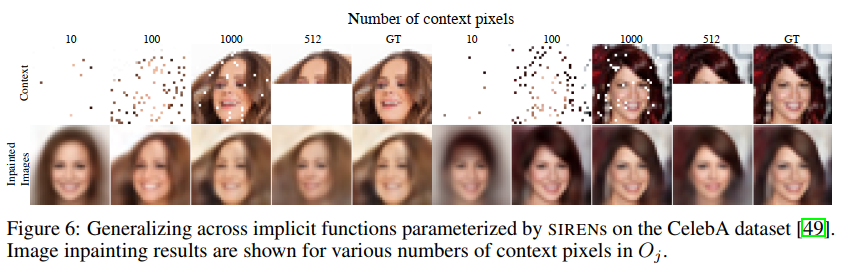 Number of context pixels
10 100 1000 512 GT 10 100 1000 512 GT
Context
Inpainted
Images
Figure 6: Generalizing across implicit functions parameterized by SIRENs on the CelebA dataset [49].
Image inpainting results are shown for various numbers of context pixels in Oj.